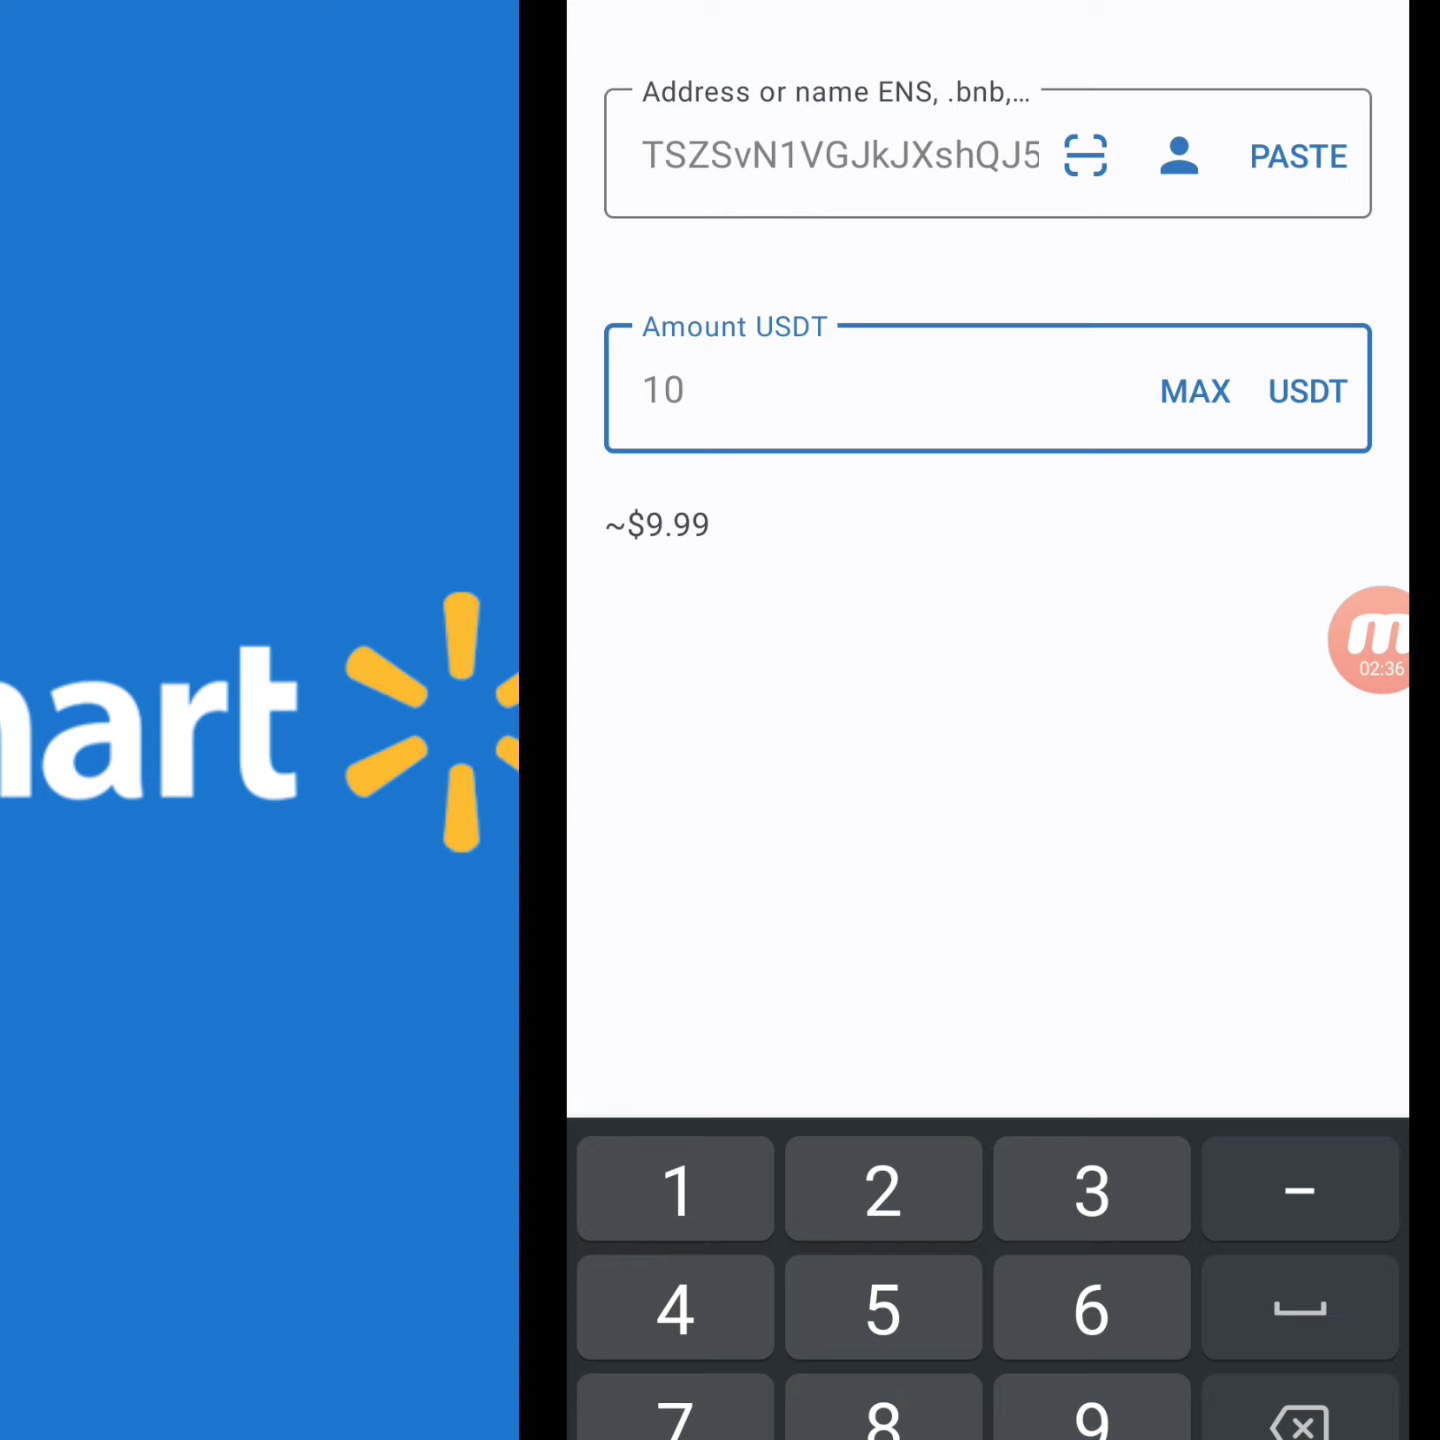 mart
Address or name ENS, .bnb,...
TSZSvN1VGJkJXshQJ5
PASTE
Amount USDT
10
MAX
USDT
~$9.99
02:36
1 2 3 –
4 5 6
7 8 9